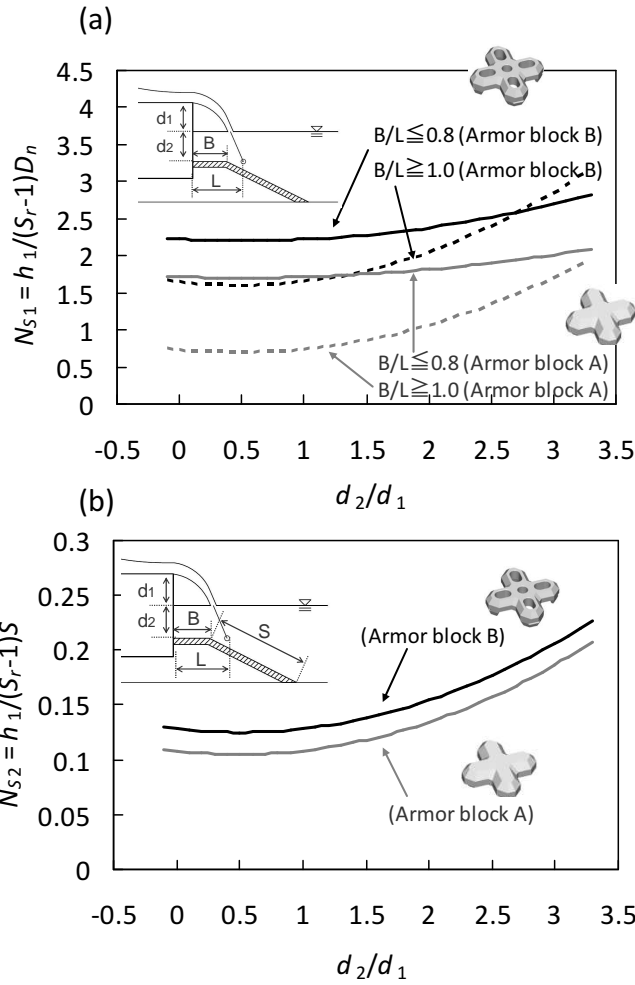 (a)
4.5
4
3.5
3
2.5
2
1.5
1
0.5
0
N_{S1} = h_1/(S_r-1)D_n
d1
d2
B
L
B/L≦0.8 (Armor block B)
B/L≧1.0 (Armor block B)
B/L≦0.8 (Armor block A)
B/L≧1.0 (Armor block A)
-0.5 0 0.5 1 1.5 2 2.5 3 3.5
d_2/d_1
(b)
0.3
0.25
0.2
0.15
0.1
0.05
0
N_{S2} = h_1/(S_r-1)S
d1
d2
B
S
L
(Armor block B)
(Armor block A)
-0.5 0 0.5 1 1.5 2 2.5 3 3.5
d_2/d_1